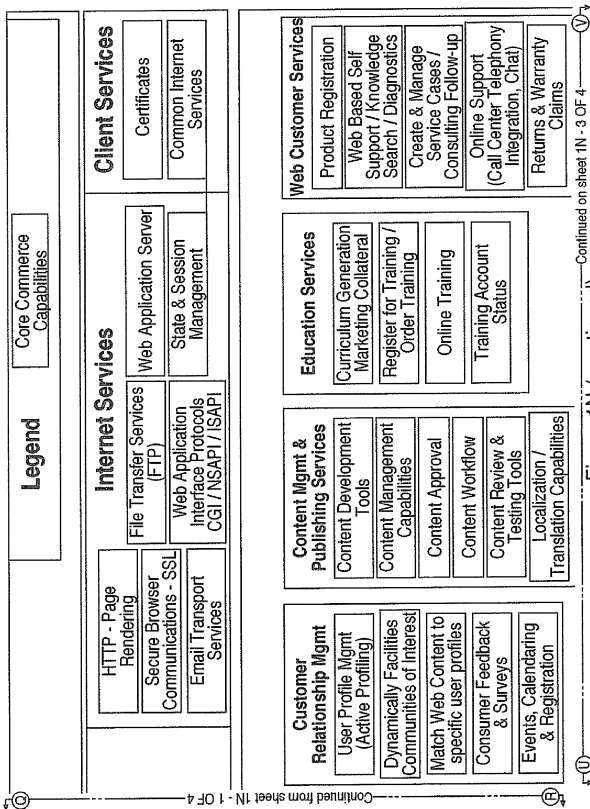 Legend
Core Commerce
Capabilities
Internet Services
HTTP - Page
Rendering
Secure Browser
Communications - SSL
Email Transport
Services
File Transfer Services
(FTP)
Web Application
Interface Protocols
CGI / NSAPI / ISAPI
Web Application Server
State & Session
Management
Client Services
Certificates
Common Internet
Services
Customer
Relationship Mgmt
User Profile Mgmt
(Active Profiling)
Dynamically Facilities
Communities of Interest
Match Web Content to
specific user profiles
Consumer Feedback
& Surveys
Events, Calendaring
& Registration
Content Mgmt &
Publishing Services
Content Development
Tools
Content Management
Capabilities
Content Approval
Content Workflow
Content Review &
Testing Tools
Localization /
Translation Capabilities
Education Services
Curriculum Generation
Marketing Collateral
Register for Training /
Order Training
Online Training
Training Account
Status
Web Customer Services
Product Registration
Web Based Self
Support / Knowledge
Search / Diagnostics
Create & Manage
Service Cases /
Consulting Follow-up
Online Support
(Call Center Telephony
Integration, Chat)
Returns & Warranty
Claims
Q
Continued from sheet 1N - 1 OF 4
R
U
Continued on sheet 1N - 3 OF 4
V